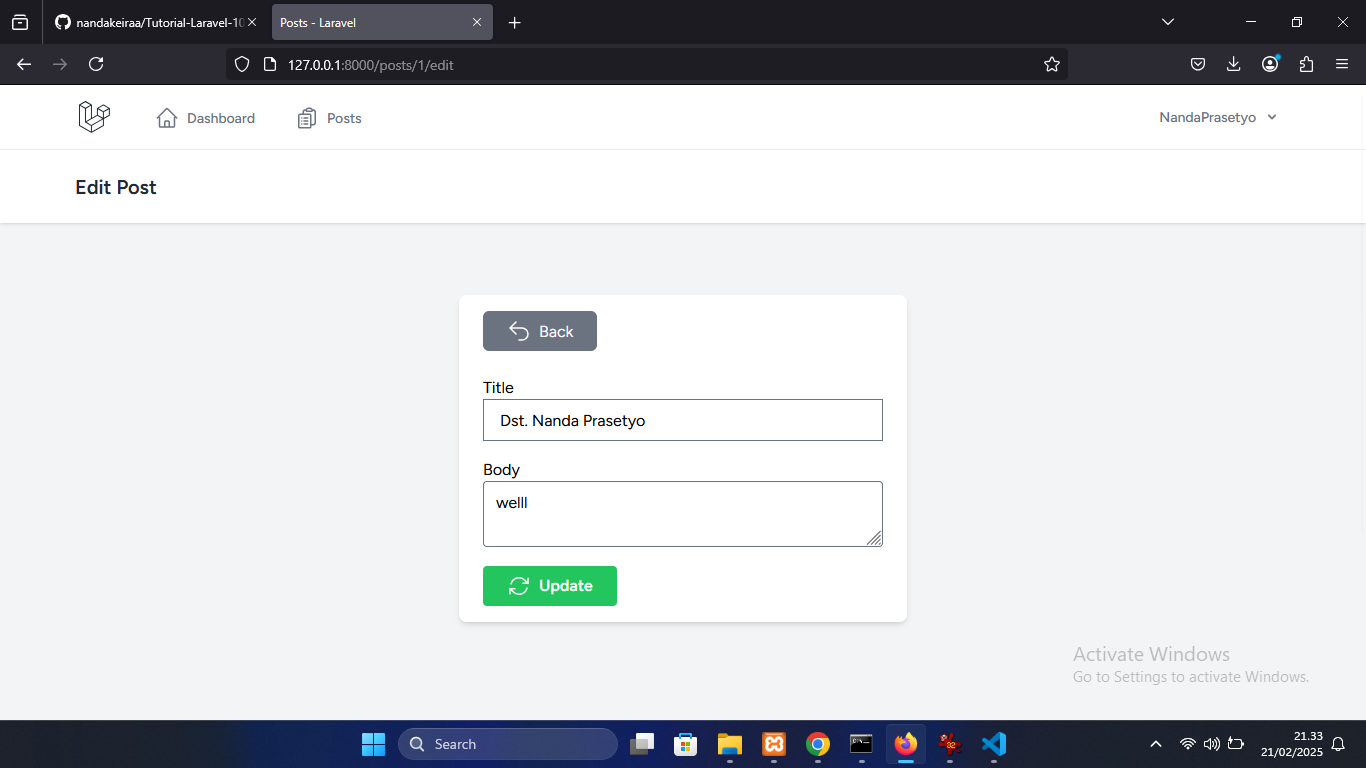 nandakeiraa/Tutorial-Laravel-10
Posts - Laravel
127.0.0.1:8000/posts/1/edit
Dashboard
Posts
NandaPrasetyo
Edit Post
Back
Title
Dst. Nanda Prasetyo
Body
welll
Update
Activate Windows
Go to Settings to activate Windows.
Search
32
21.33
21/02/2025